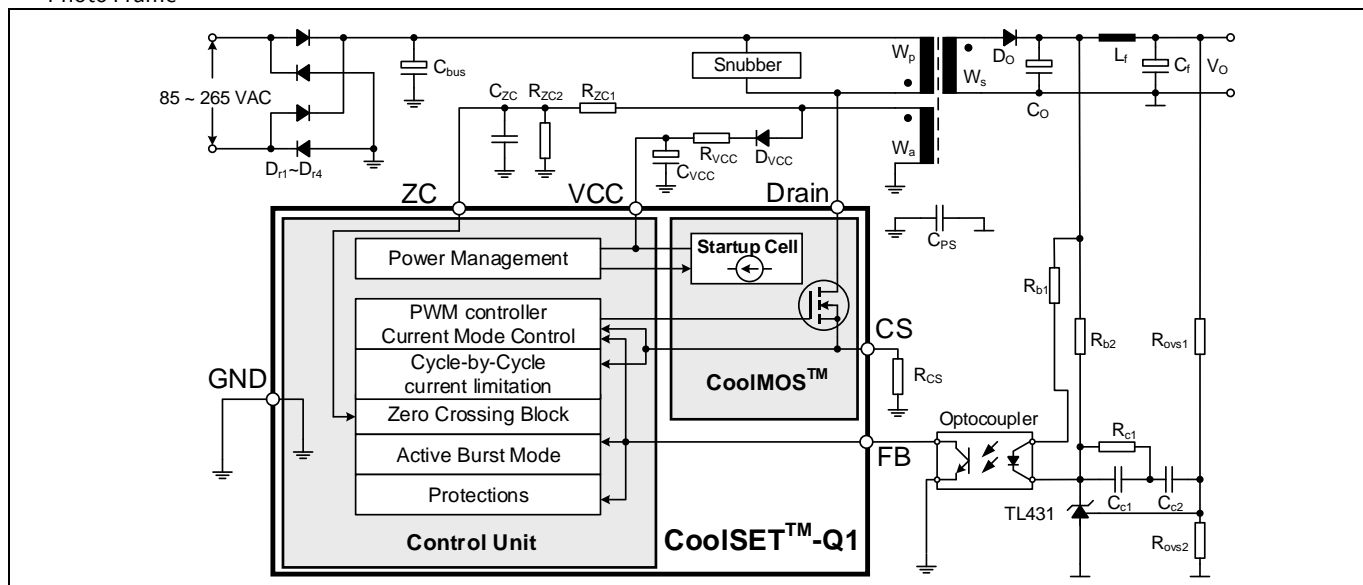 Photo Frame
Snubber
Wp
Ws
DO
CO
Lf
Cf
VO
Cbus
85 ~ 265 VAC
Dr1~Dr4
CZC
RZC2
RZC1
RVCC
DVCC
CVCC
Wa
ZC
VCC
Drain
CPS
Power Management
Startup Cell
PWM controller
Current Mode Control
Cycle-by-Cycle
current limitation
Zero Crossing Block
Active Burst Mode
Protections
Control Unit
CoolMOS™
CoolSET™-Q1
GND
CS
RCS
FB
Optocoupler
Rb1
Rb2
Rovs1
Rc1
Cc1
Cc2
TL431
Rovs2